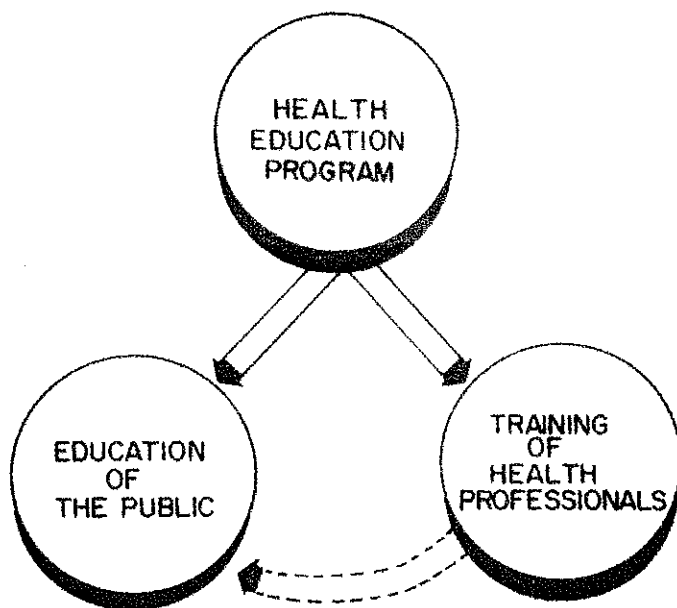 HEALTH
EDUCATION
PROGRAM
EDUCATION
OF
THE PUBLIC
TRAINING
OF
HEALTH
PROFESSIONALS